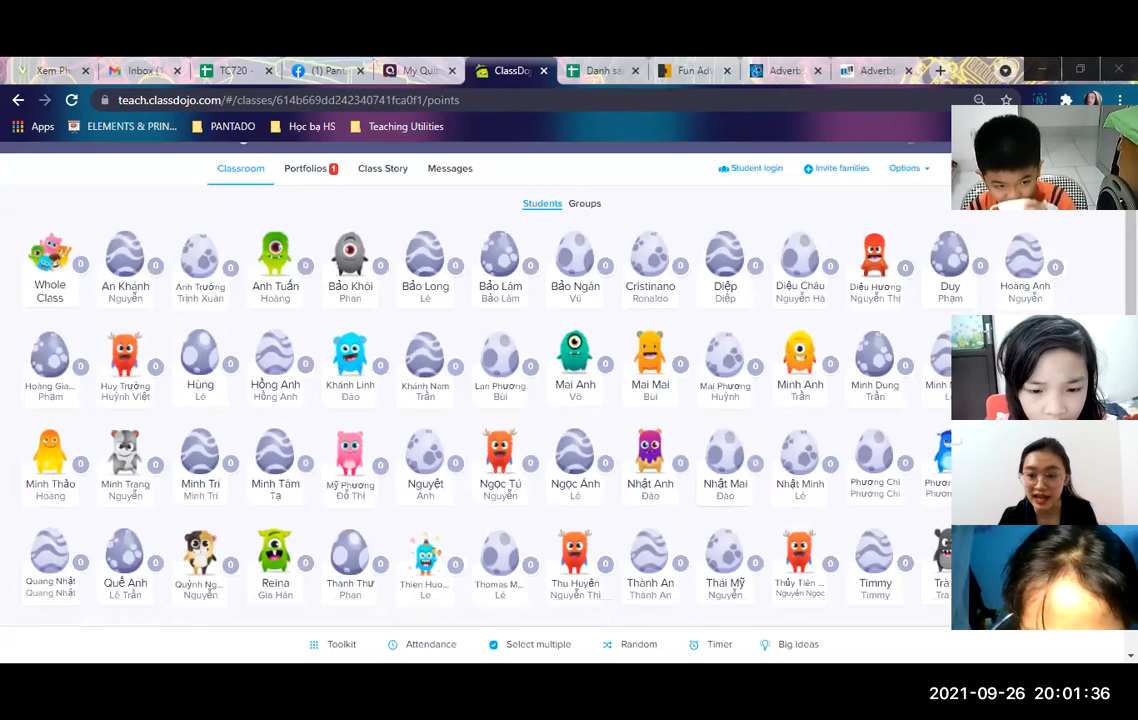 Xem Ph
Inbox (1
TC720 -
(1) Pant
My Qui
ClassDo
Danh sá
Fun Ad
Adverb
Adverb
teach.classdojo.com/#/classes/614b669dd242340741fca0f1/points
Apps
ELEMENTS & PRIN...
PANTADO
Học bạ HS
Teaching Utilities
Classroom
Portfolios 1
Class Story
Messages
Student login
Invite families
Options
Students Groups
0 0 0 0 0 0 0 0 0 0 0 0 0 0
Whole An Khánh Anh Trường Anh Tuấn Bảo Khôi Bảo Long Bảo Lâm Bảo Ngân Cristinano Diệp Diệu Châu Diệu Hương Duy Hoàng Anh
Class Nguyễn Trịnh Xuân Hoàng Phan Lê Bảo Lâm Vũ Ronaldo Diệp Nguyễn Hà Nguyễn Thị Phạm Nguyễn
0 0 0 0 0 0 0 0 0 0 0 0
Hoàng Gia... Huy Trường Hùng Hồng Anh Khánh Linh Khánh Nam Lan Phương Mai Anh Mai Mai Mai Phương Minh Anh Minh Dung Minh
Phạm Huỳnh Việt Lê Hồng Anh Đào Trần Bùi Võ Bùi Huỳnh Trần Trần
0 0 0 0 0 0 0 0 0 0 0 0
Minh Thảo Minh Trang Minh Trí Minh Tâm Mỹ Phương Nguyệt Ngọc Tú Ngọc Ánh Nhật Anh Nhật Mai Nhật Minh Phương Chi Phươn
Hoàng Nguyễn Minh Trí Tạ Đỗ Thị Ánh Nguyễn Lê Đào Đào Lê Phương Chi
0 0 0 0 0 0 0 0 0 0 0 0
Quang Nhật Quế Anh Quỳnh Ng... Reina Thanh Thư Thien Huo... Thomas M... Thu Huyền Thành An Thái Mỹ Thủy Tiên ... Timmy Trà
Quang Nhật Lê Trần Nguyễn Gia Hân Phan Le Lê Nguyễn Thị Thành An Nguyễn Nguyễn Ngọc Timmy
Toolkit
Attendance
Select multiple
Random
Timer
Big Ideas
2021-09-26 20:01:36